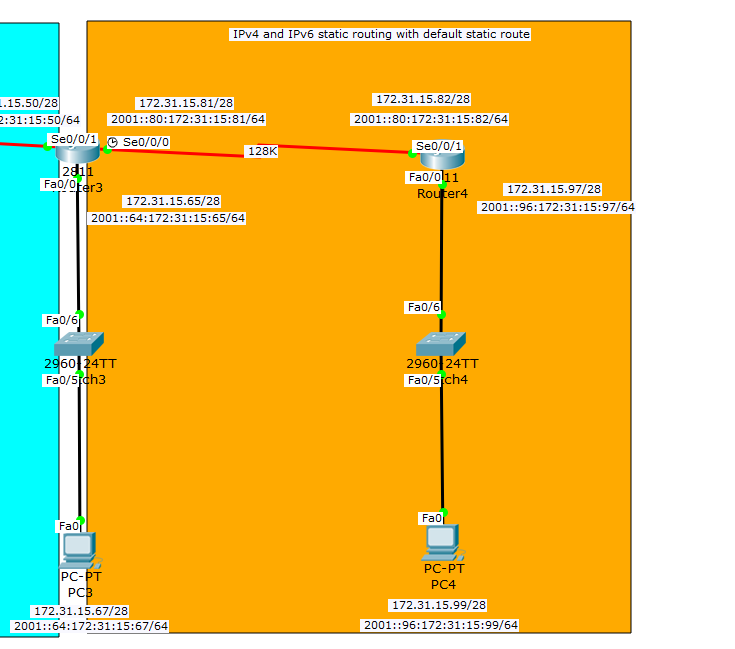 IPv4 and IPv6 static routing with default static route
.15.50/28
172.31.15.81/28
172.31.15.82/28
2:31:15:50/64
2001::80:172:31:15:81/64
2001::80:172:31:15:82/64
Se0/0/1
Se0/0/0
128K
Se0/0/1
2811
Fa0/0
Router3
Fa0/0
11
Router4
172.31.15.97/28
2001::96:172:31:15:97/64
172.31.15.65/28
2001::64:172:31:15:65/64
Fa0/6
Fa0/6
2960-24TT
2960-24TT
Fa0/5
tch3
Fa0/5
tch4
Fa0
Fa0
PC-PT
PC3
PC-PT
PC4
172.31.15.67/28
2001::64:172:31:15:67/64
172.31.15.99/28
2001::96:172:31:15:99/64